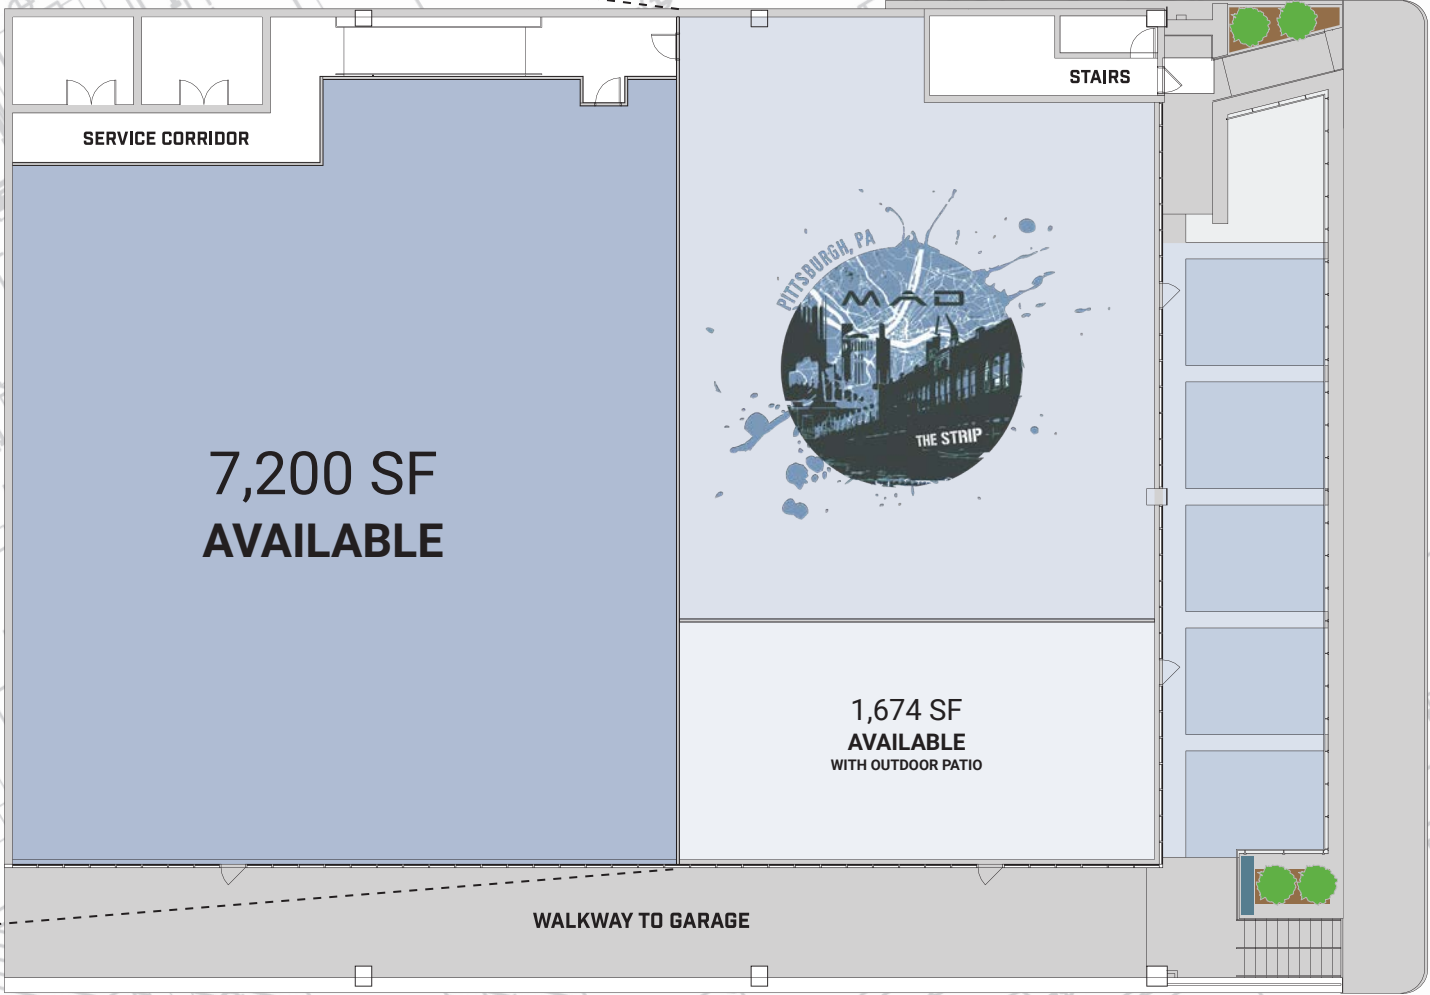 STAIRS
SERVICE CORRIDOR
PITTSBURGH, PA
MAD
THE STRIP
7,200 SF
AVAILABLE
1,674 SF
AVAILABLE
WITH OUTDOOR PATIO
WALKWAY TO GARAGE